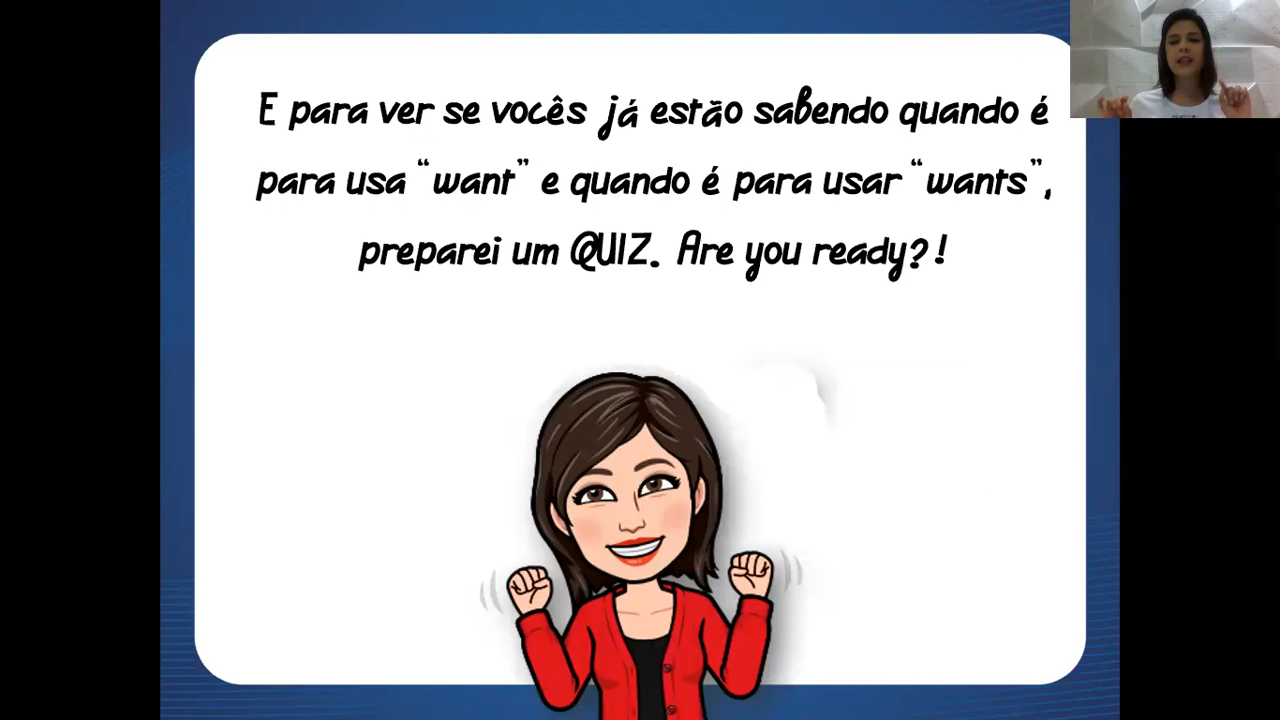 E para ver se vocês já estão sabendo quando é
para usa “want” e quando é para usar “wants”,
preparei um QUIZ. Are you ready?!